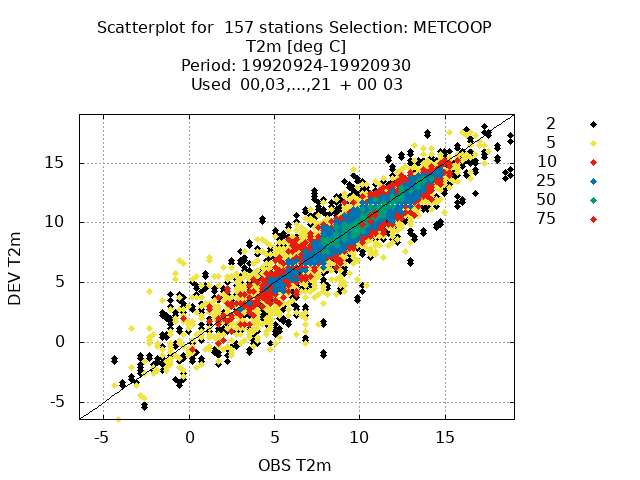 Scatterplot for  157 stations Selection: METCOOP
T2m [deg C]
Period: 19920924-19920930
Used  00,03,...,21  + 00 03
2
5
10
25
50
75
15
10
5
0
-5
DEV T2m
-5
0
5
10
15
OBS T2m